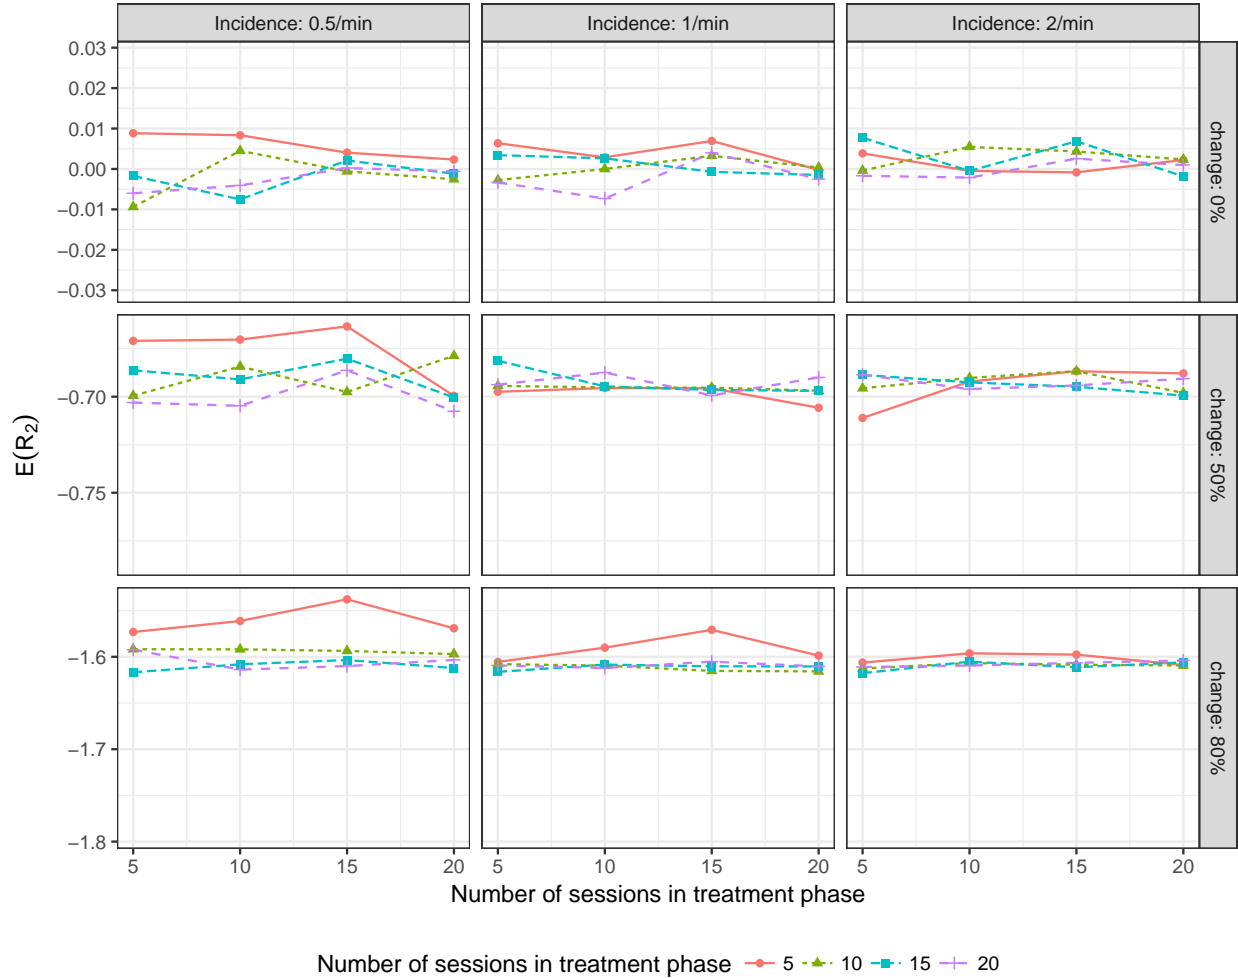 Incidence: 0.5/min
Incidence: 1/min
Incidence: 2/min
0.03
0.02
0.01
0.00
−0.01
−0.02
−0.03
change: 0%
−0.70
−0.75
change: 50%
−1.6
−1.7
−1.8
change: 80%
E(R2)
5 10 15 20
5 10 15 20
5 10 15 20
Number of sessions in treatment phase
Number of sessions in treatment phase 5 10 15 20